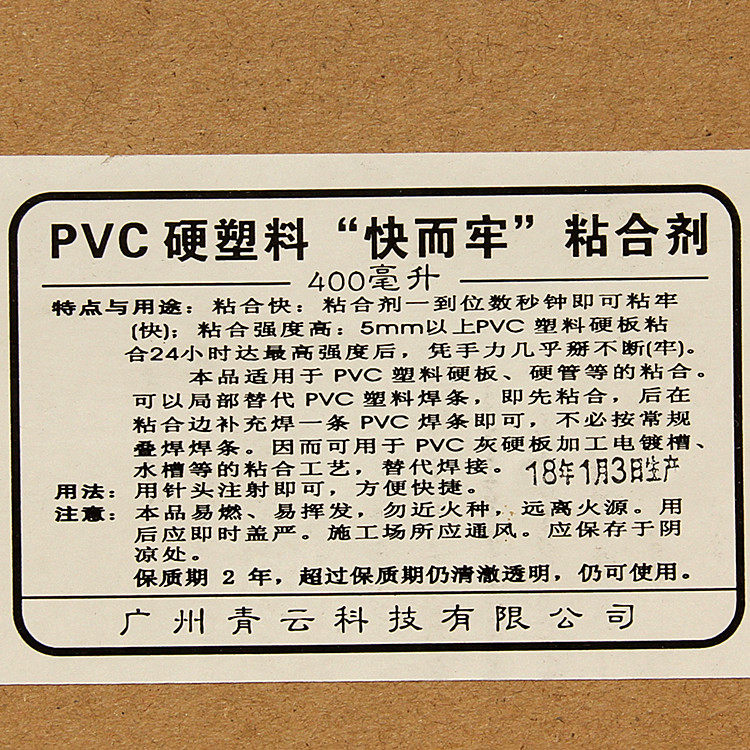 PVC 硬塑料 “快而牢” 粘合剂
400毫升
特点与用途：粘合快：粘合剂一到位数秒钟即可粘牢
(快)；粘合强度高：5mm以上PVC 塑料硬板粘
合24小时达最高强度后，凭手力几乎掰不断(牢)。
本品适用于 PVC 塑料硬板、硬管等的粘合。
可以局部替代 PVC 塑料焊条，即先粘合，后在
粘合边补充焊一条 PVC 焊条即可，不必按常规
叠焊焊条。因而可用于 PVC 灰硬板加工电镀槽、
水槽等的粘合工艺，替代焊接。 18年1月3日生产
用法：用针头注射即可，方便快捷。
注意：本品易燃、易挥发，勿近火种，远离火源。用
后应即时盖严。施工场所应通风。应保存于阴
凉处。
保质期 2 年，超过保质期仍清澈透明，仍可使用。
广州青云科技有限公司